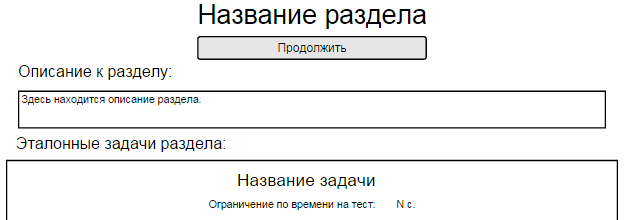 Название раздела
Продолжить
Описание к разделу:
Здесь находится описание раздела.
Эталонные задачи раздела:
Название задачи
Ограничение по времени на тест: N с.